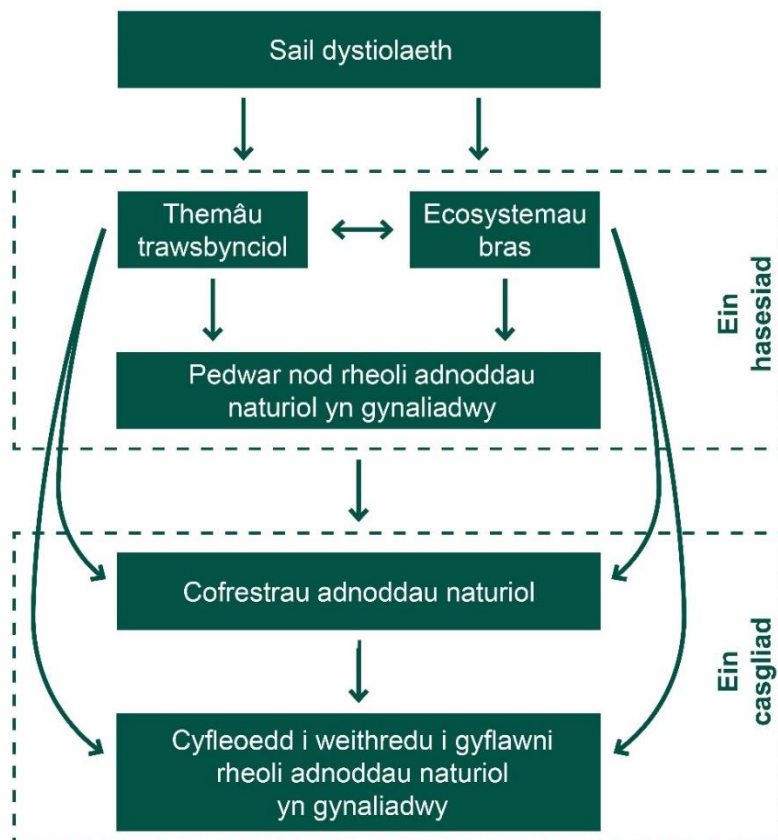 Sail dystiolaeth
Themâu
trawsbynciol
Ecosystemau
bras
Pedwar nod rheoli adnoddau
naturiol yn gynaliadwy
Ein
hasesiad
Cofrestrau adnoddau naturiol
Cyfleoedd i weithredu i gyflawni
rheoli adnoddau naturiol
yn gynaliadwy
Ein
casgliad